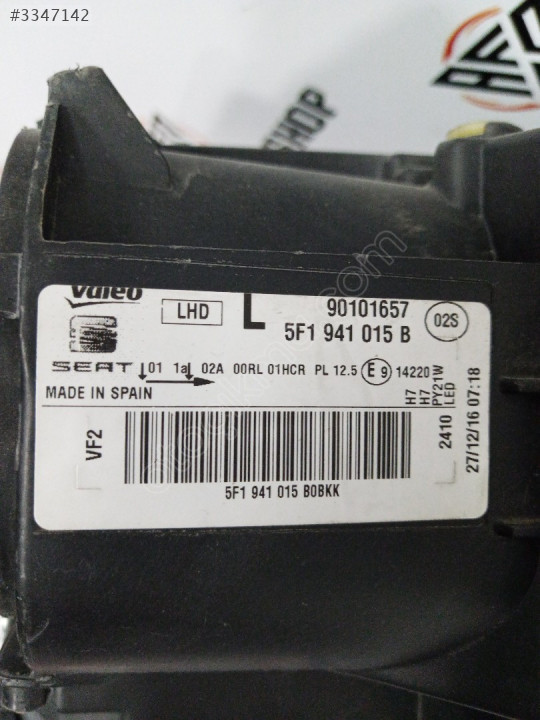 #3347142
SHOP
Valeo
LHD
L
90101657
5F1 941 015 B
02S
SEAT
01 1a 02A 00RL 01HCR PL 12.5 E9 14220
MADE IN SPAIN
H7
H7
PY21W
LED
2410
27/12/16 07:18
VF2
5F1 941 015 B0BKK